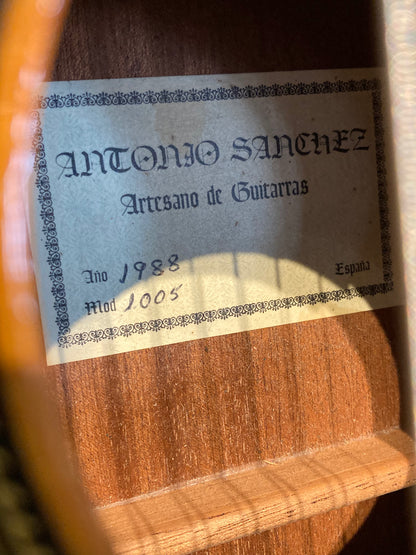 ANTONIO SANCHEZ
Artesano de Guitarras
Año 1988
España
Mod 1005